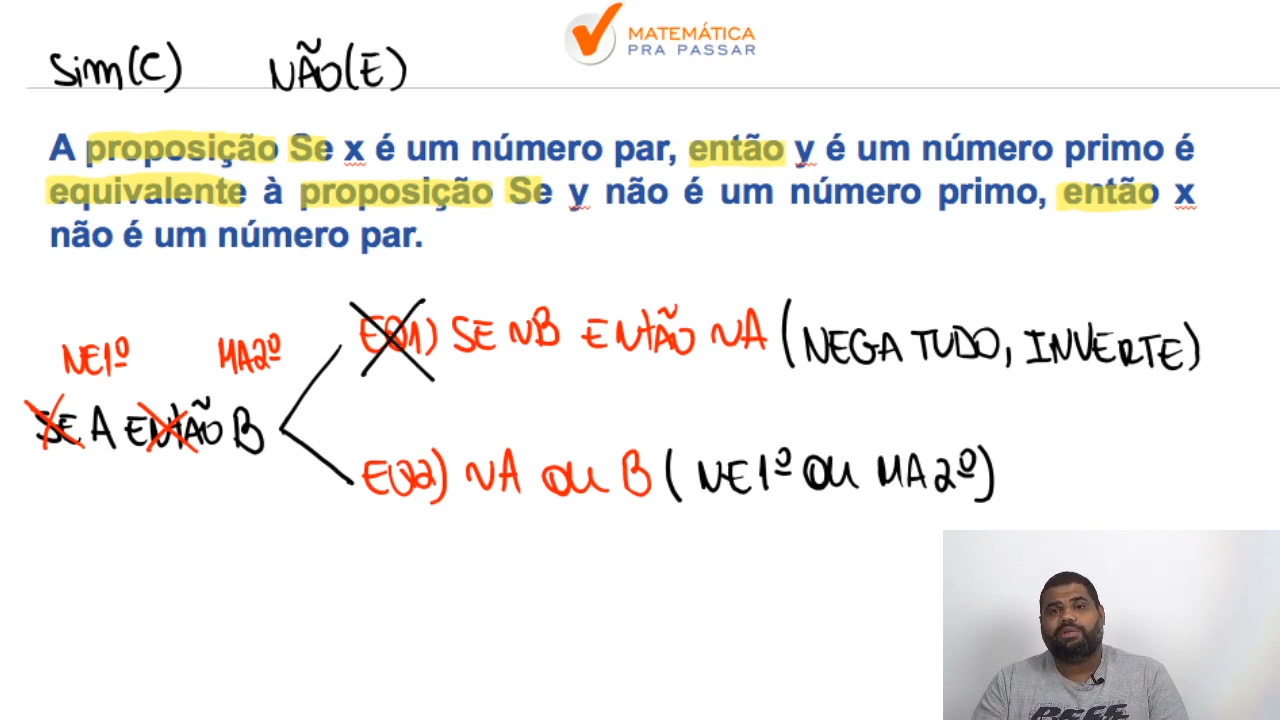 MATEMÁTICA
PRA PASSAR
Sim(C) NÃO(E)
A proposição Se x é um número par, então y é um número primo é
equivalente à proposição Se y não é um número primo, então x
não é um número par.
EQ1) SE NB ENTÃO NA (NEGA TUDO, INVERTE)
NE1º MA2º
SE A ENTÃO B
EQ2) NA OU B (NE1º OU MA2º)